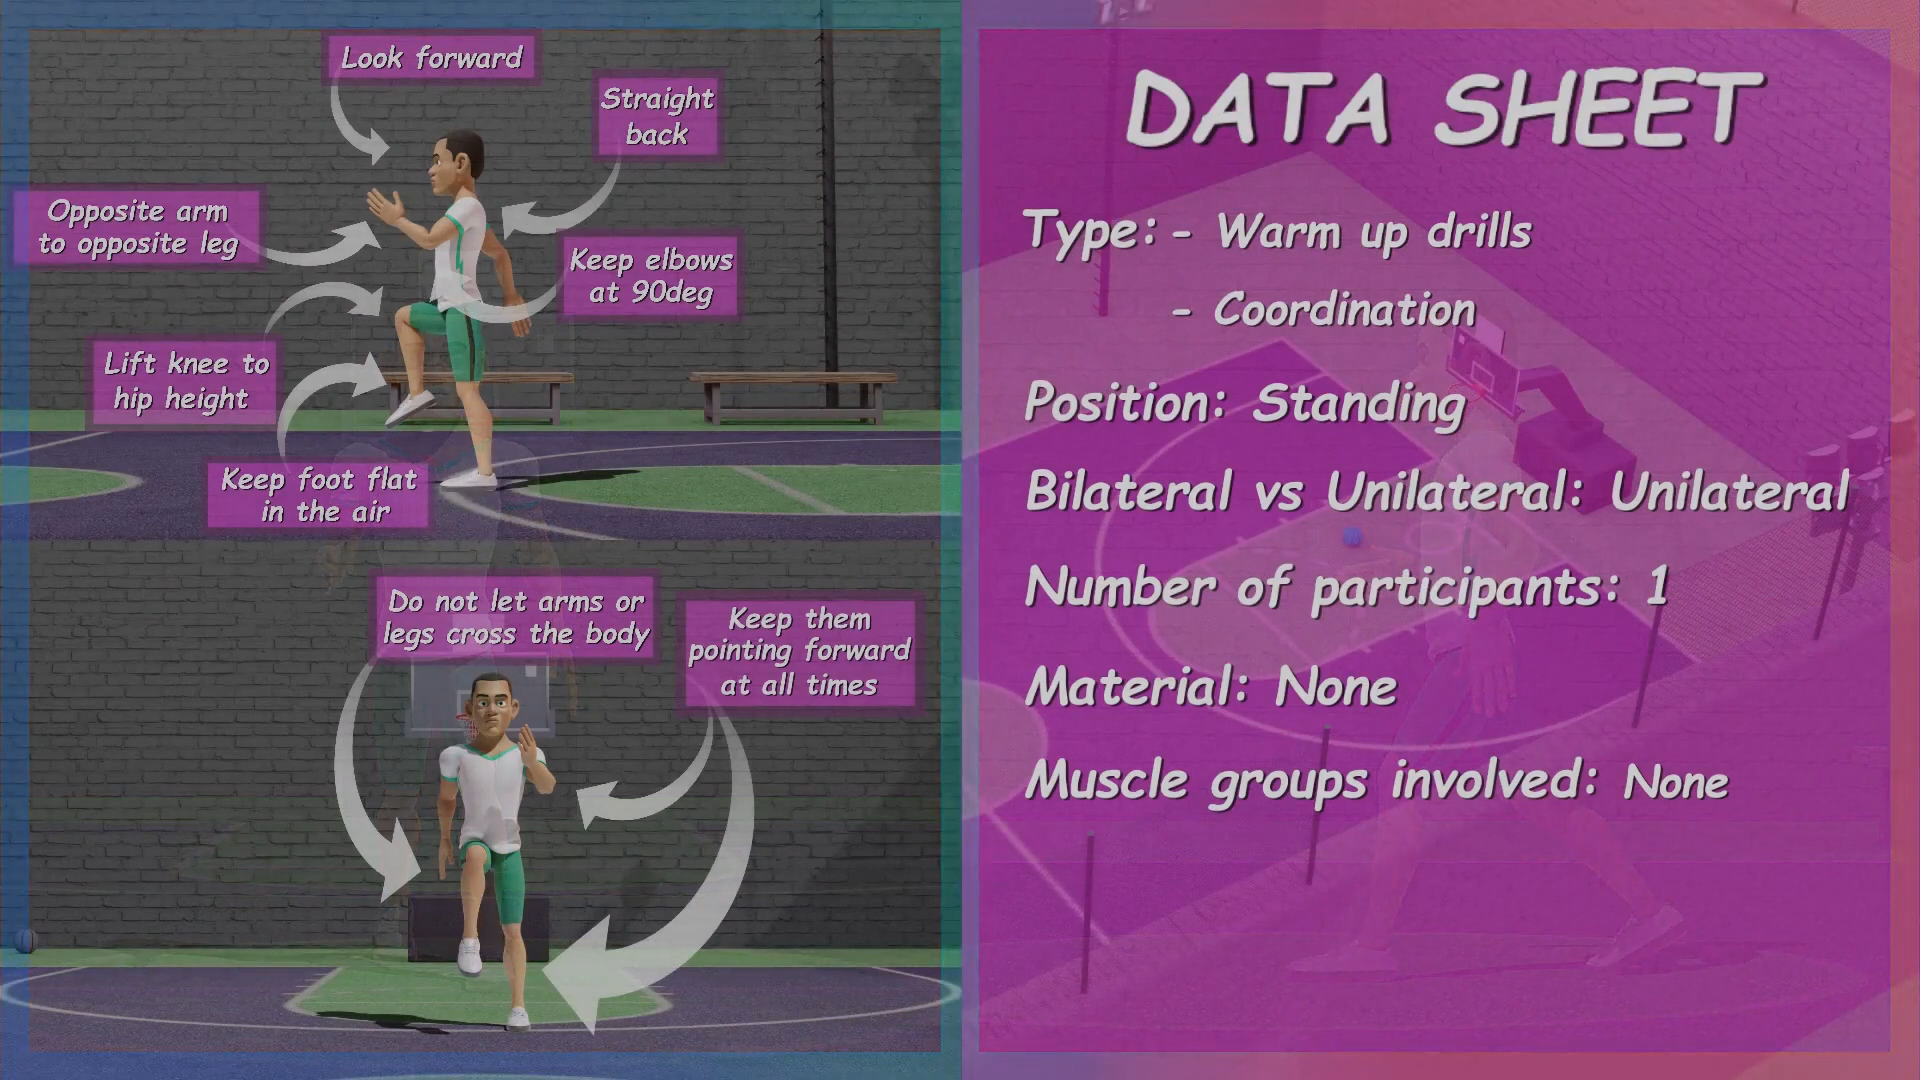 Look forward
Straight
back
Opposite arm
to opposite leg
Keep elbows
at 90deg
Lift knee to
hip height
Keep foot flat
in the air
Do not let arms or
legs cross the body
Keep them
pointing forward
at all times
DATA SHEET
Type: - Warm up drills
- Coordination
Position: Standing
Bilateral vs Unilateral: Unilateral
Number of participants: 1
Material: None
Muscle groups involved: None